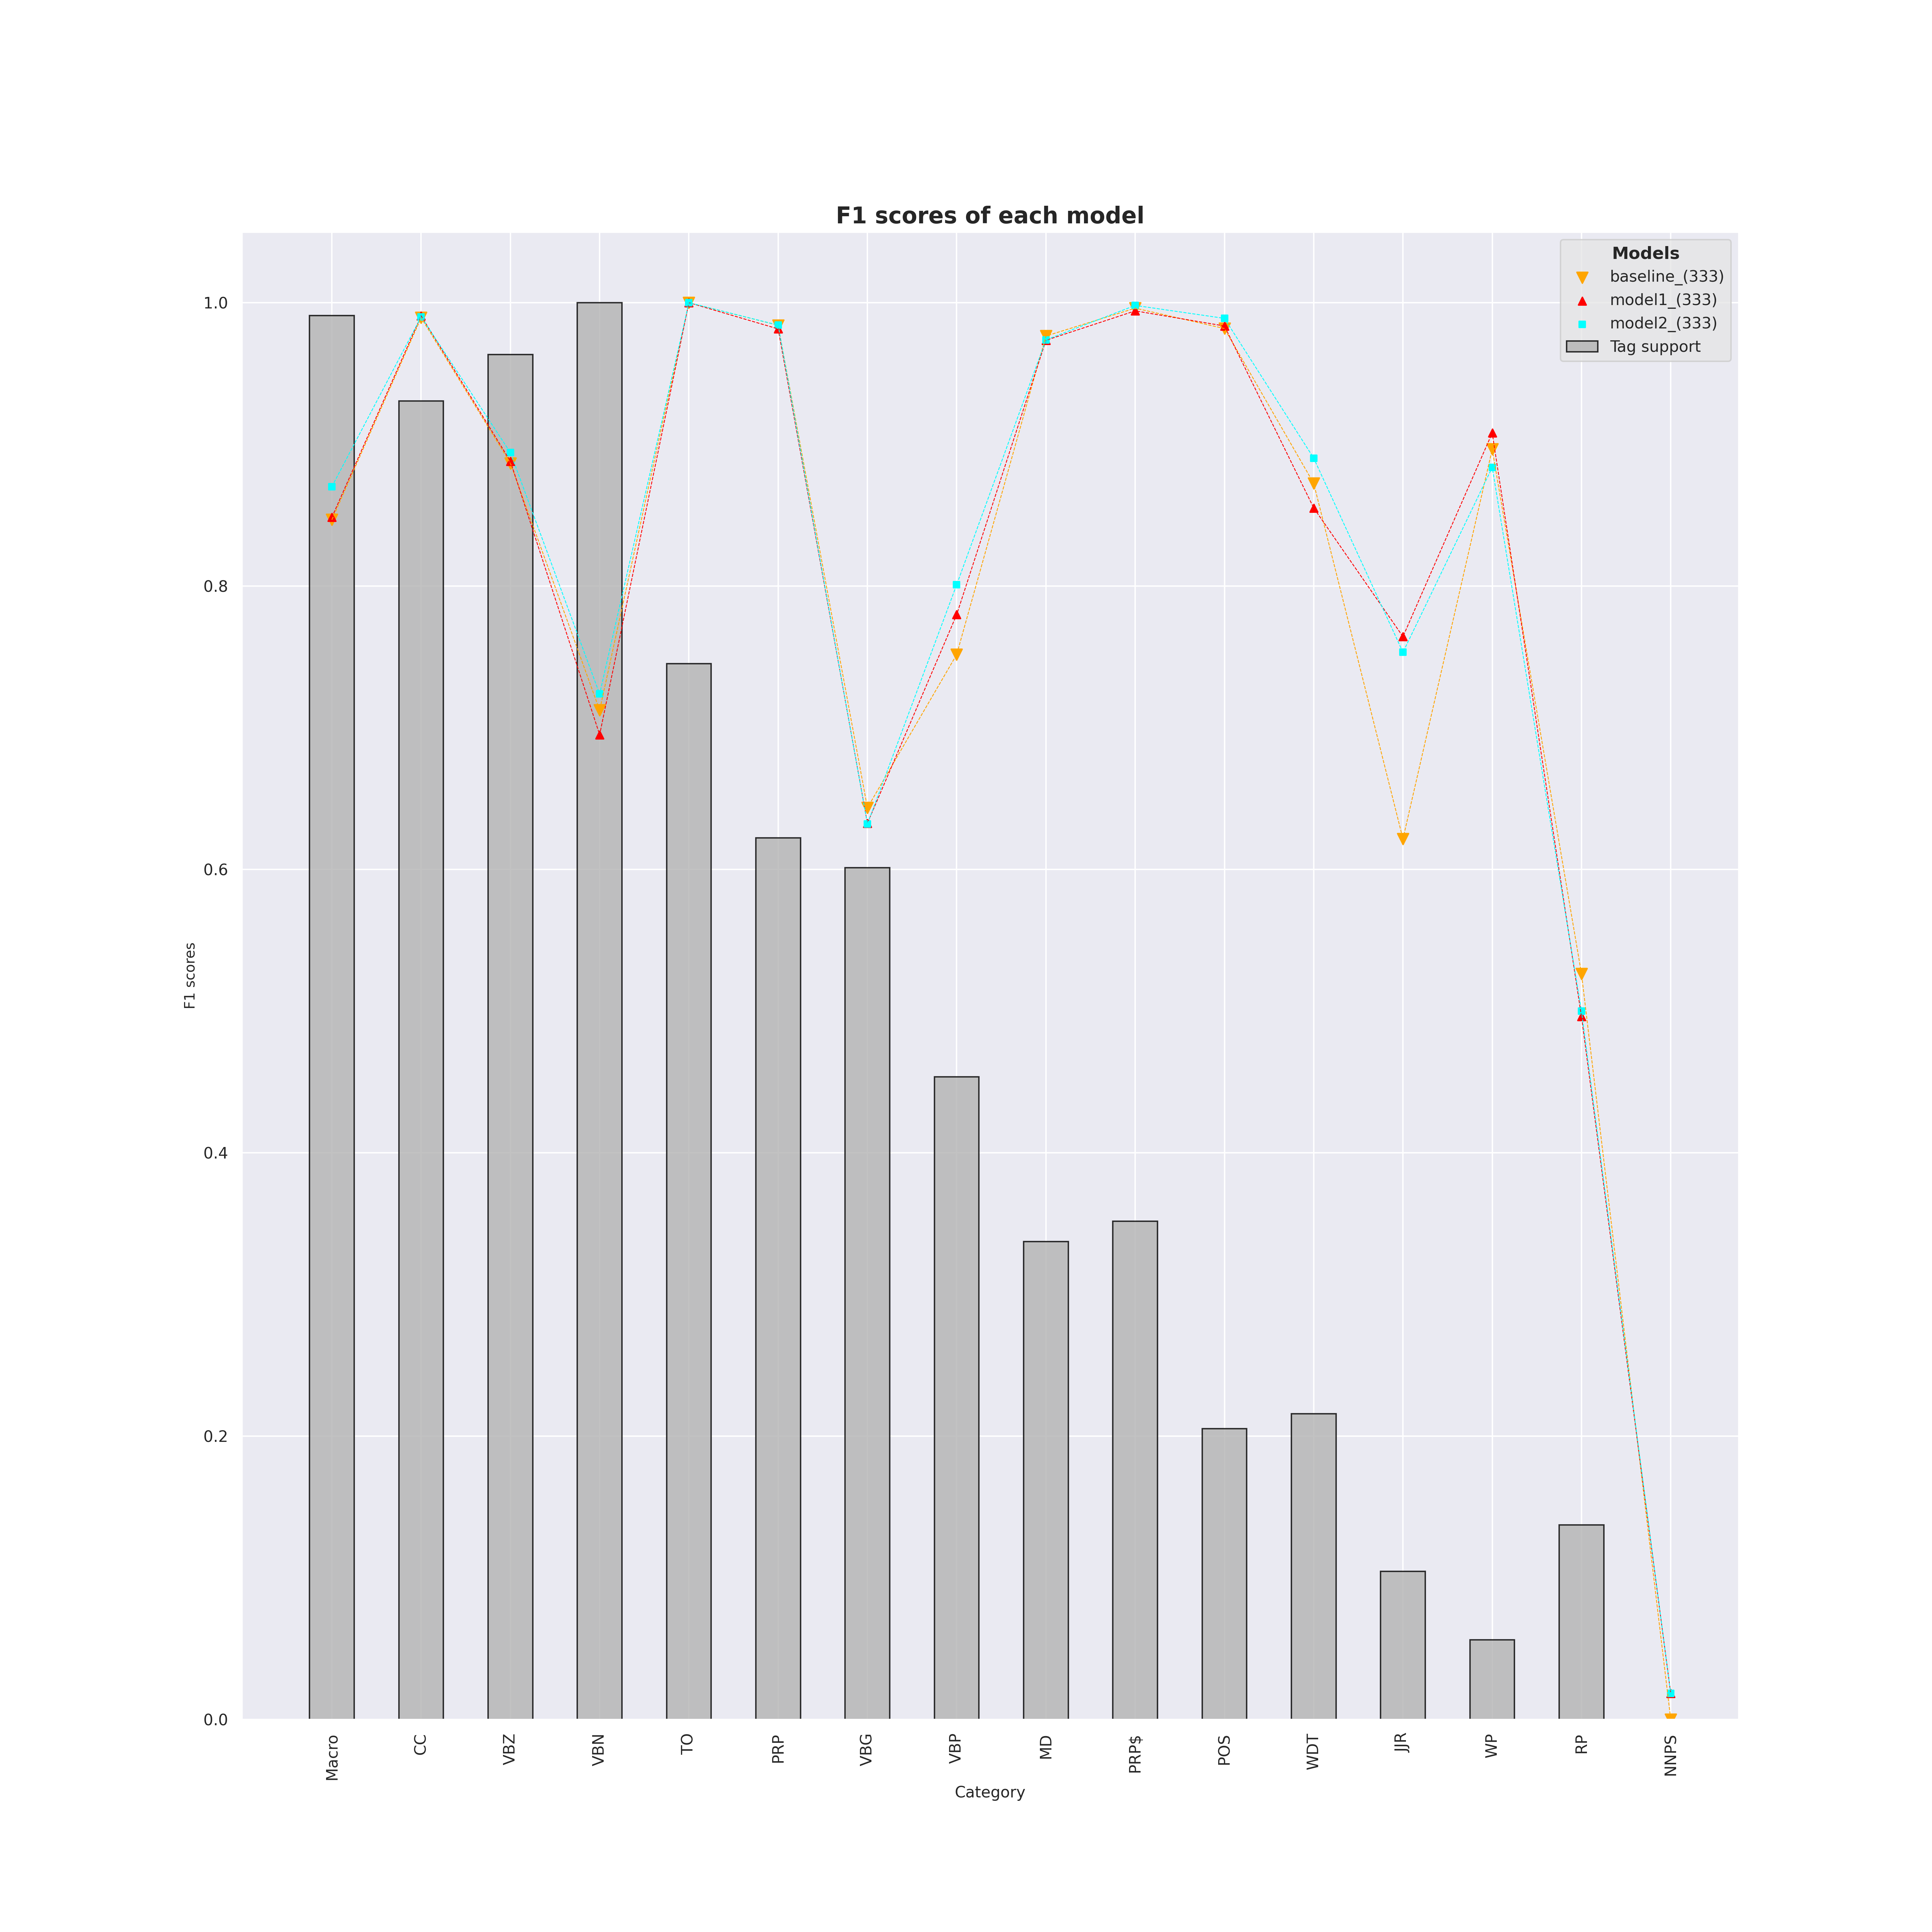 F1 scores of each model
Models
baseline_(333)
model1_(333)
model2_(333)
Tag support
1.0
0.8
0.6
0.4
0.2
0.0
F1 scores
Macro
CC
VBZ
VBN
TO
PRP
VBG
VBP
MD
PRP$
POS
WDT
JJR
WP
RP
NNPS
Category